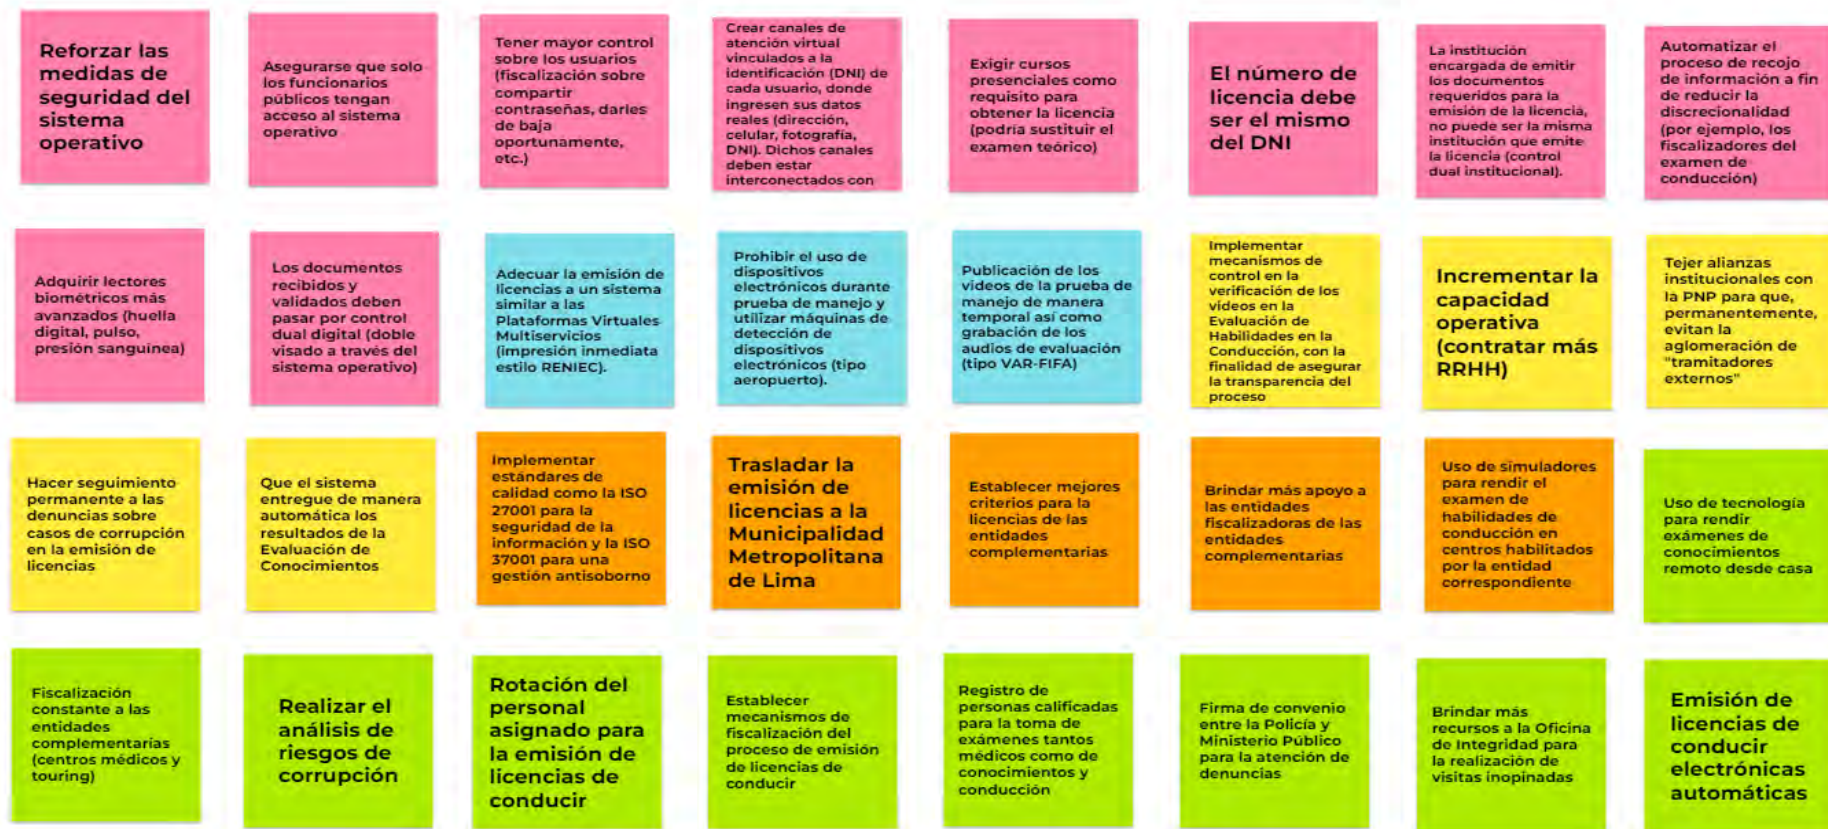 Reforzar las
medidas de
seguridad del
sistema
operativo
Asegurarse que solo
los funcionarios
públicos tengan
acceso al sistema
operativo
Tener mayor control
sobre los usuarios
(fiscalización sobre
compartir
contraseñas, darles
de baja
oportunamente,
etc.)
Crear canales de
atención virtual
vinculados a la
identificación (DNI) de
cada usuario, donde
ingresen sus datos
reales (dirección,
celular, fotografía,
DNI). Dichos canales
deben estar
interconectados con
Exigir cursos
presenciales como
requisito para
obtener la licencia
(podría sustituir el
examen teórico)
El número de
licencia debe
ser el mismo
del DNI
La institución
encargada de emitir
los documentos
requeridos para la
emisión de la licencia,
no puede ser la misma
institución que emite
la licencia (control
dual institucional).
Automatizar el
proceso de recojo
de información a fin
de reducir la
discrecionalidad
(por ejemplo, los
fiscalizadores del
examen de
conducción)
Adquirir lectores
biométricos más
avanzados (huella
digital, pulso,
presión sanguínea)
Los documentos
recibidos y
validados deben
pasar por control
dual digital (doble
visado a través del
sistema operativo)
Adecuar la emisión de
licencias a un sistema
similar a las
Plataformas Virtuales
Multiservicios
(impresión inmediata
estilo RENIEC).
Prohibir el uso de
dispositivos
electrónicos durante
prueba de manejo y
utilizar máquinas de
detección de
dispositivos
electrónicos (tipo
aeropuerto).
Publicación de los
videos de la prueba de
manejo de manera
temporal así como
grabación de los
audios de evaluación
(tipo VAR-FIFA)
Implementar
mecanismos de
control en la
verificación de los
vídeos en la
Evaluación de
Habilidades en la
Conducción, con la
finalidad de asegurar
la transparencia del
proceso
Incrementar la
capacidad
operativa
(contratar más
RRHH)
Tejer alianzas
institucionales con
la PNP para que,
permanentemente,
evitan la
aglomeración de
"tramitadores
externos"
Hacer seguimiento
permanente a las
denuncias sobre
casos de corrupción
en la emisión de
licencias
Que el sistema
entregue de manera
automática los
resultados de la
Evaluación de
Conocimientos
Implementar
estándares de
calidad como la ISO
27001 para la
seguridad de la
información y la ISO
37001 para una
gestión antisoborno
Trasladar la
emisión de
licencias a la
Municipalidad
Metropolitana
de Lima
Establecer mejores
criterios para la
licencias de las
entidades
complementarias
Brindar más apoyo a
las entidades
fiscalizadoras de las
entidades
complementarias
Uso de simuladores
para rendir el
examen de
habilidades de
conducción en
centros habilitados
por la entidad
correspondiente
Uso de tecnología
para rendir
exámenes de
conocimientos
remoto desde casa
Fiscalización
constante a las
entidades
complementarias
(centros médicos y
touring)
Realizar el
análisis de
riesgos de
corrupción
Rotación del
personal
asignado para
la emisión de
licencias de
conducir
Establecer
mecanismos de
fiscalización del
proceso de emisión
de licencias de
conducir
Registro de
personas calificadas
para la toma de
exámenes tantos
médicos como de
conocimientos y
conducción
Firma de convenio
entre la Policía y
Ministerio Público
para la atención de
denuncias
Brindar más
recursos a la Oficina
de Integridad para
la realización de
visitas inopinadas
Emisión de
licencias de
conducir
electrónicas
automáticas